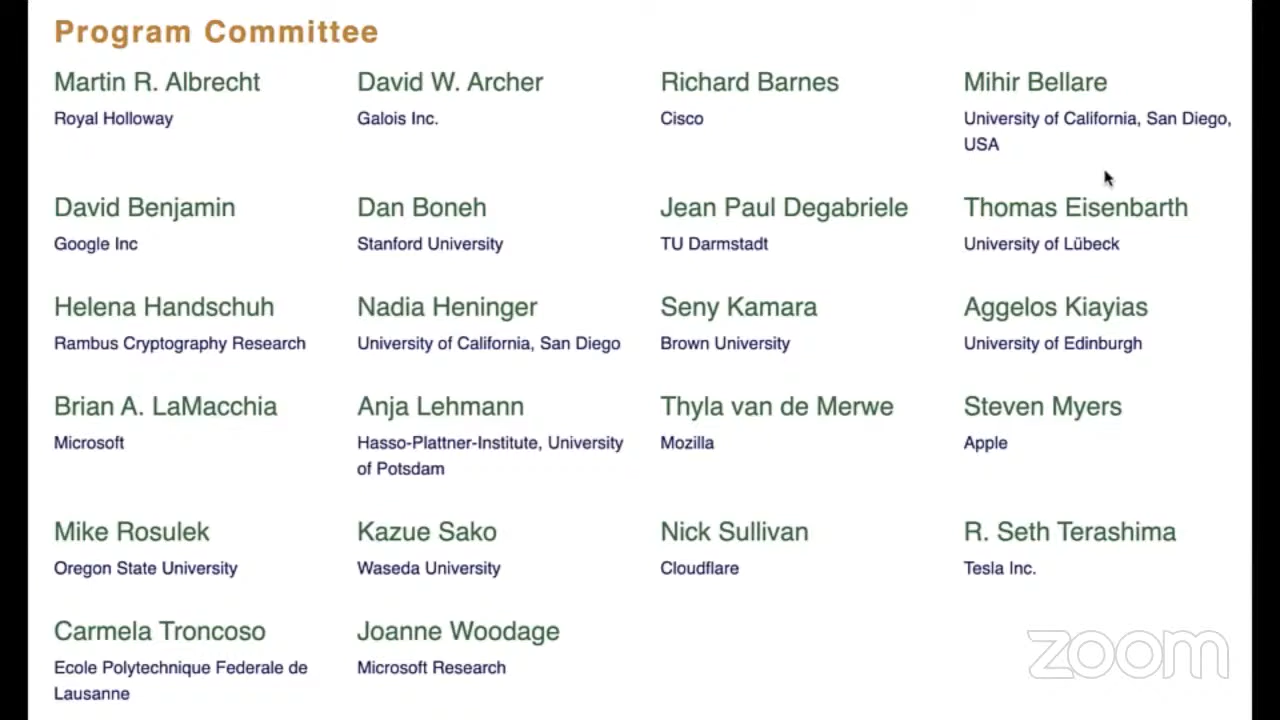 Program Committee
Martin R. Albrecht
Royal Holloway
David W. Archer
Galois Inc.
Richard Barnes
Cisco
Mihir Bellare
University of California, San Diego,
USA
David Benjamin
Google Inc
Dan Boneh
Stanford University
Jean Paul Degabriele
TU Darmstadt
Thomas Eisenbarth
University of Lübeck
Helena Handschuh
Rambus Cryptography Research
Nadia Heninger
University of California, San Diego
Seny Kamara
Brown University
Aggelos Kiayias
University of Edinburgh
Brian A. LaMacchia
Microsoft
Anja Lehmann
Hasso-Plattner-Institute, University
of Potsdam
Thyla van de Merwe
Mozilla
Steven Myers
Apple
Mike Rosulek
Oregon State University
Kazue Sako
Waseda University
Nick Sullivan
Cloudflare
R. Seth Terashima
Tesla Inc.
Carmela Troncoso
Ecole Polytechnique Federale de
Lausanne
Joanne Woodage
Microsoft Research
zoom